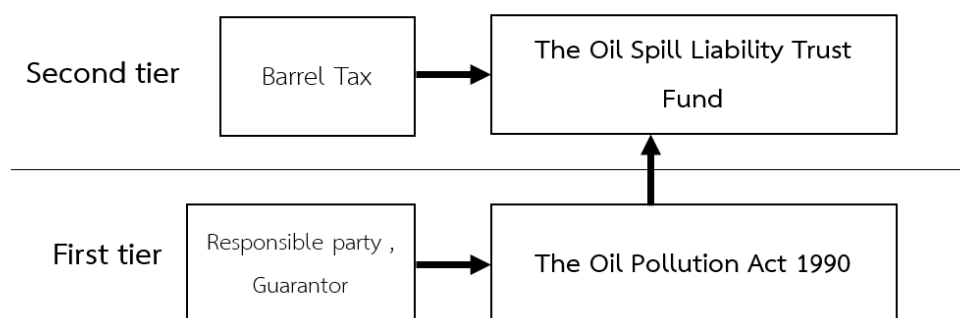 Second tier
Barrel Tax
The Oil Spill Liability Trust
Fund
First tier
Responsible party ,
Guarantor
The Oil Pollution Act 1990